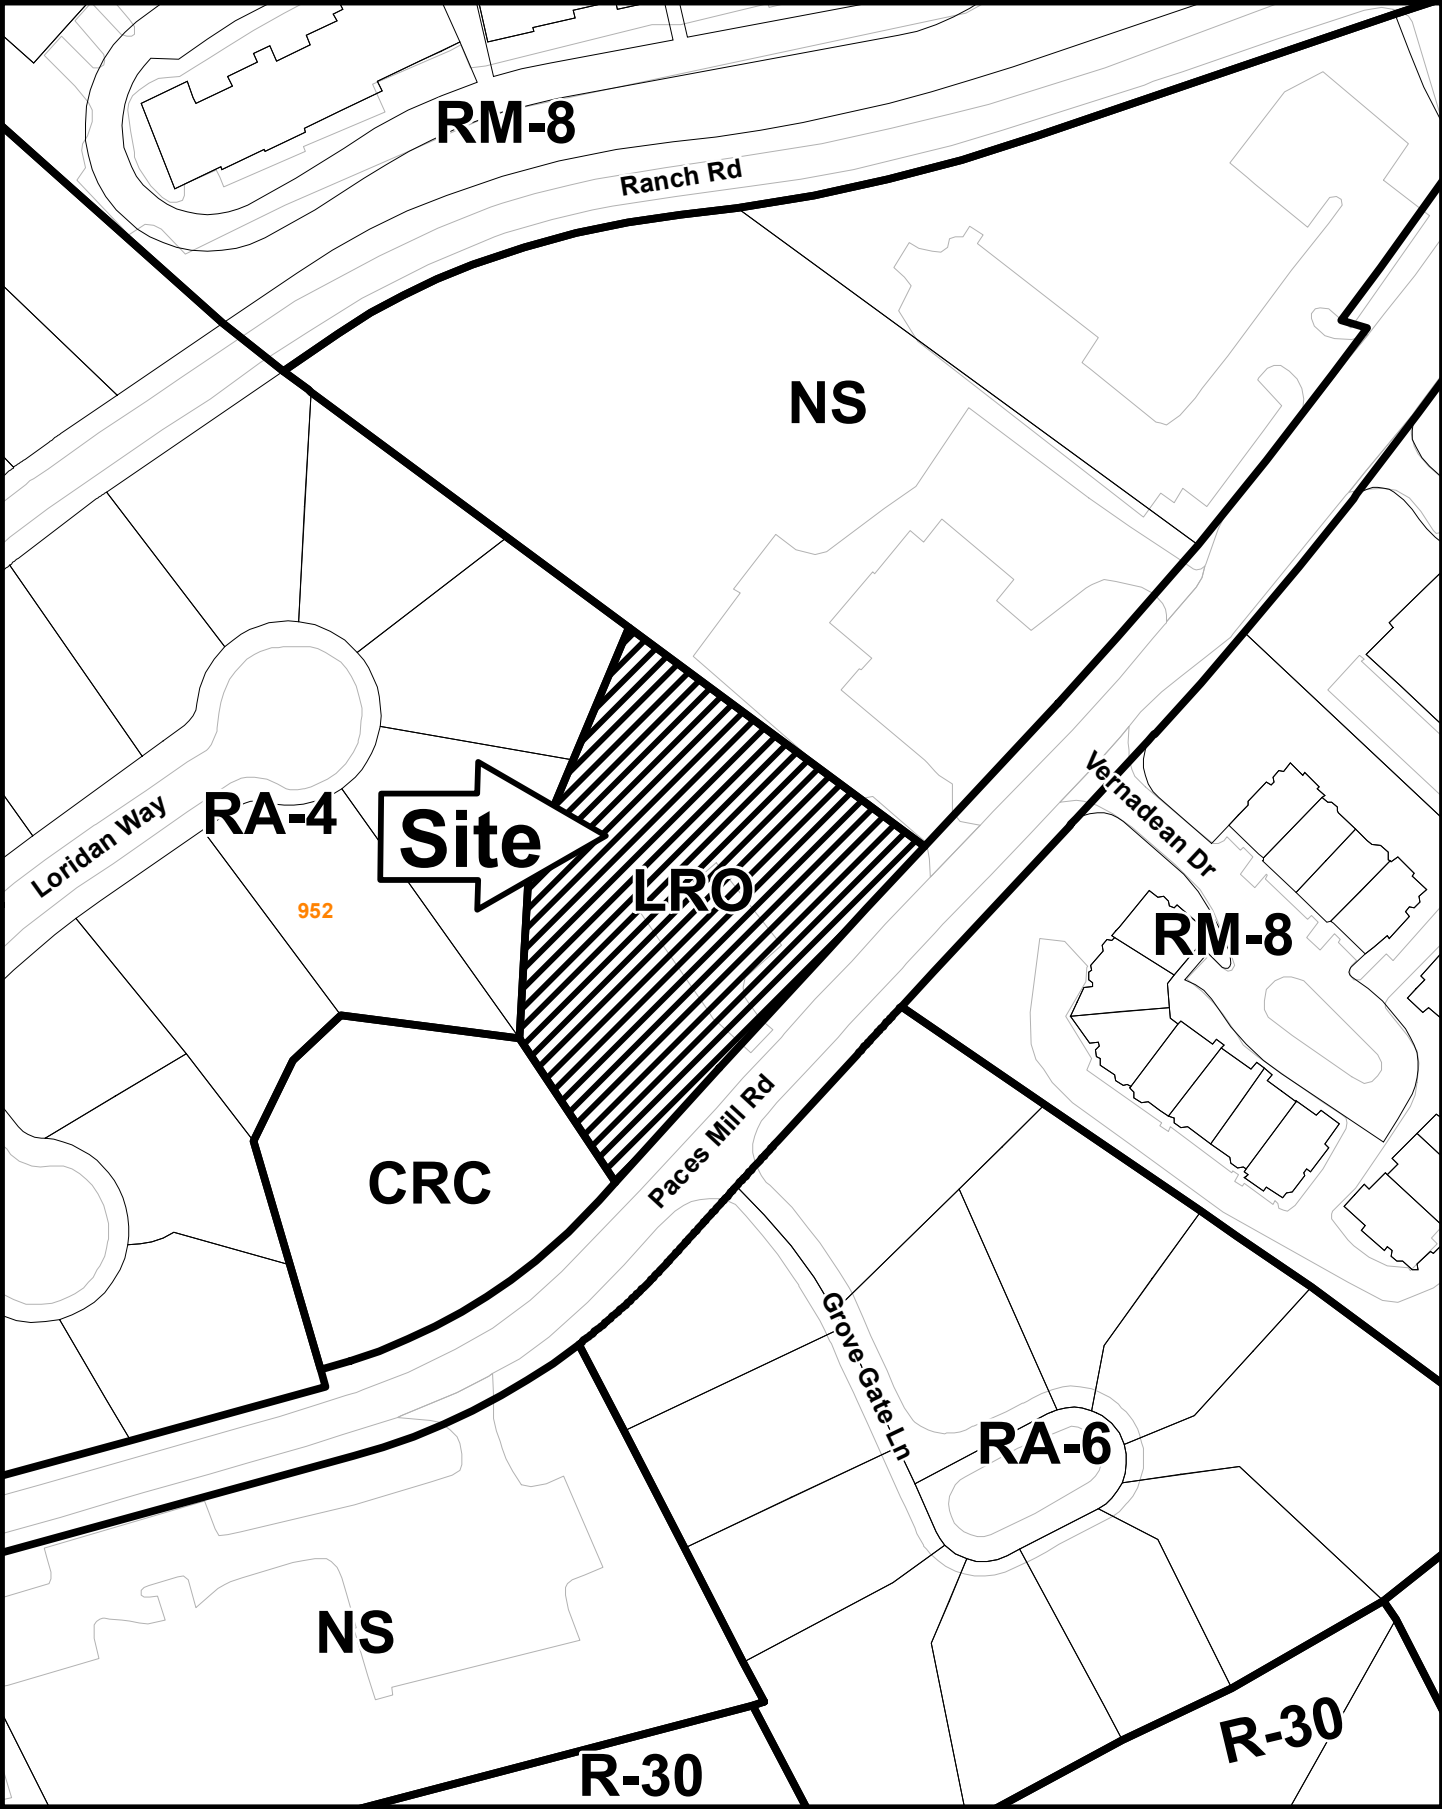 RM-8
Ranch Rd
NS
Vernadean Dr
RA-4
Loridan Way
Site
LRO
952
RM-8
Paces Mill Rd
CRC
Grove Gate Ln
RA-6
NS
R-30
R-30